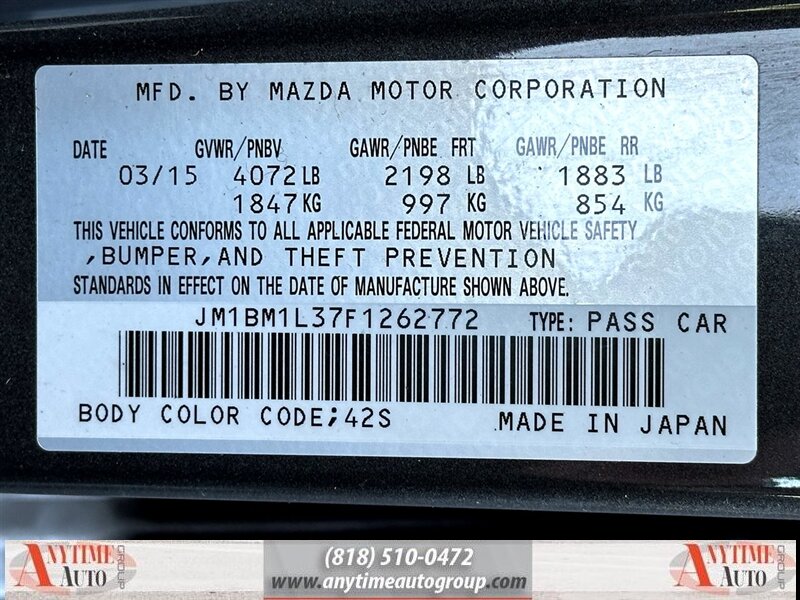 MFD. BY MAZDA MOTOR CORPORATION
DATE GVWR/PNBV GAWR/PNBE FRT GAWR/PNBE RR
03/15 4072 LB 2198 LB 1883 LB
1847 KG 997 KG 854 KG
THIS VEHICLE CONFORMS TO ALL APPLICABLE FEDERAL MOTOR VEHICLE SAFETY
,BUMPER,AND THEFT PREVENTION
STANDARDS IN EFFECT ON THE DATE OF MANUFACTURE SHOWN ABOVE.
JM1BM1L37F1262772 TYPE: PASS CAR
BODY COLOR CODE;42S MADE IN JAPAN
ANYTIME AUTO GROUP
(818) 510-0472
www.anytimeautogroup.com
ANYTIME AUTO GROUP